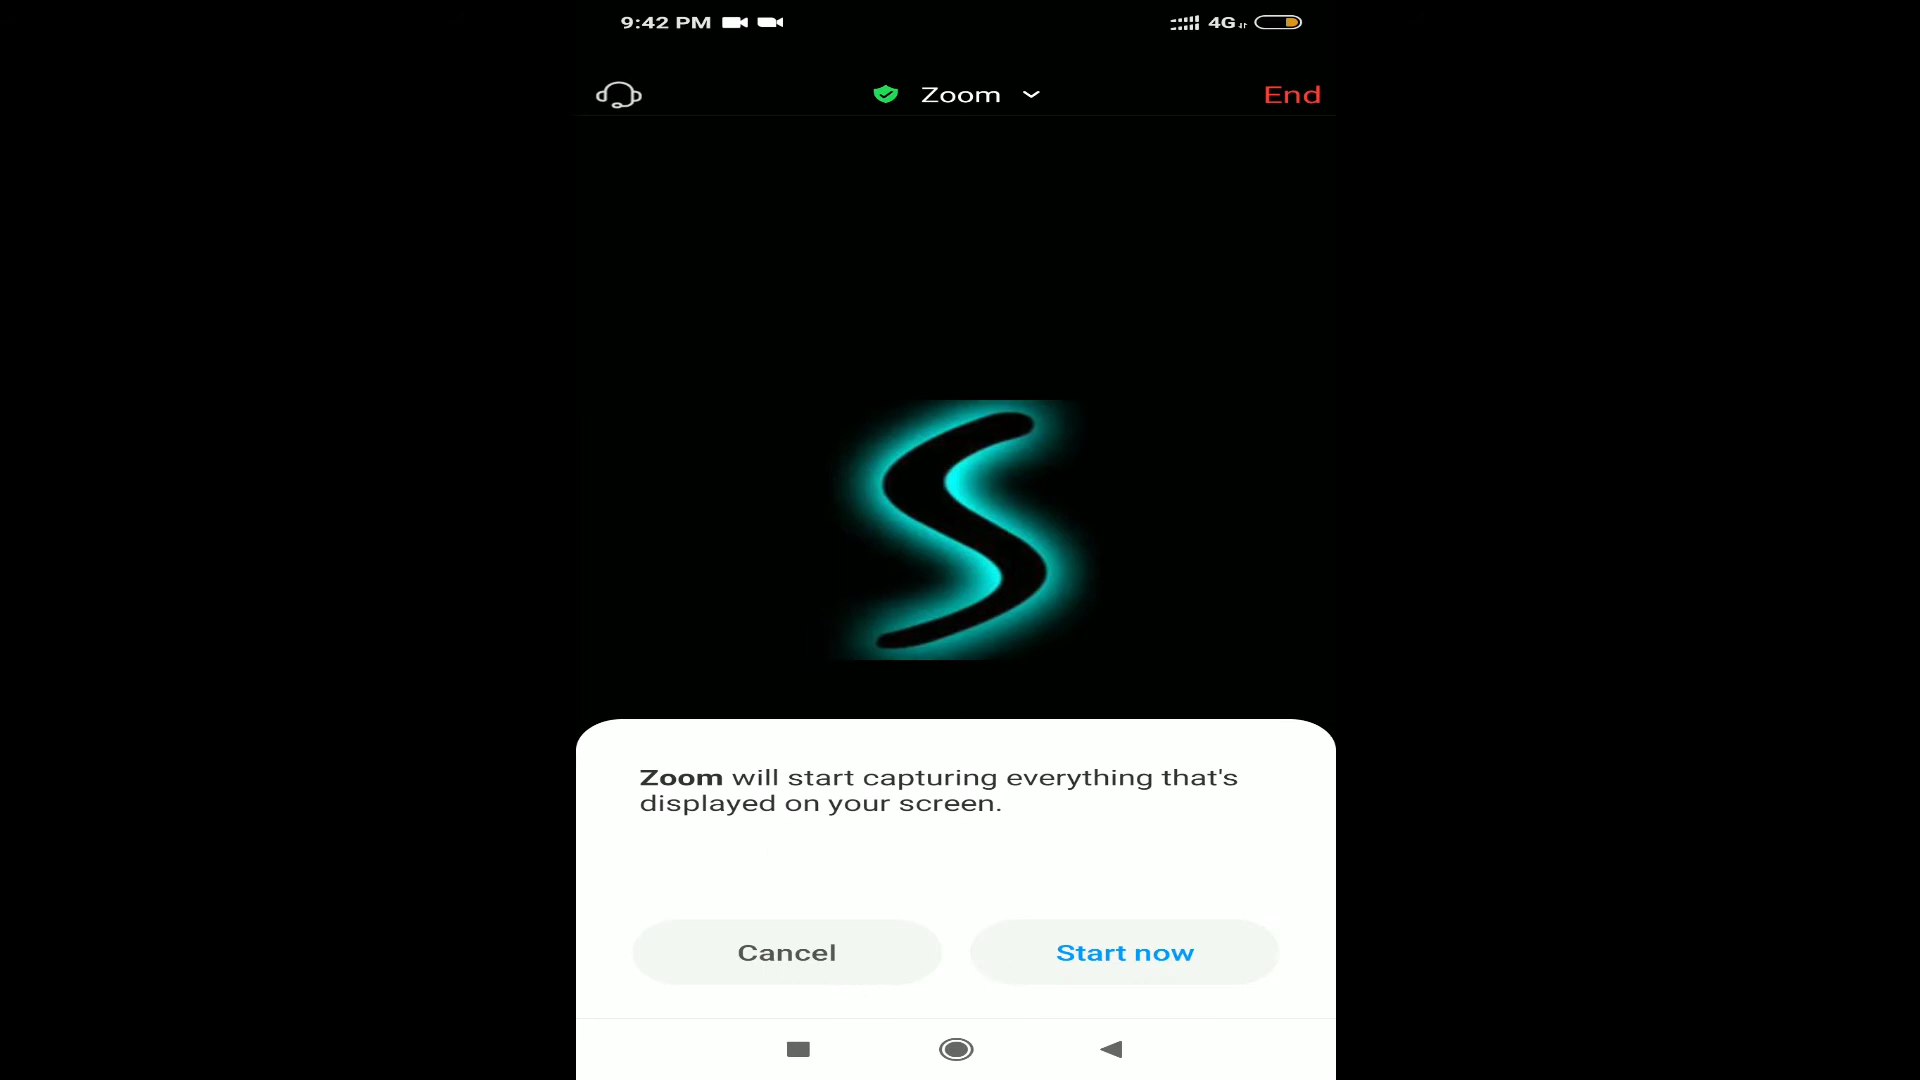 9:42 PM 4G
Zoom End
S
Zoom will start capturing everything that's
displayed on your screen.
Cancel Start now